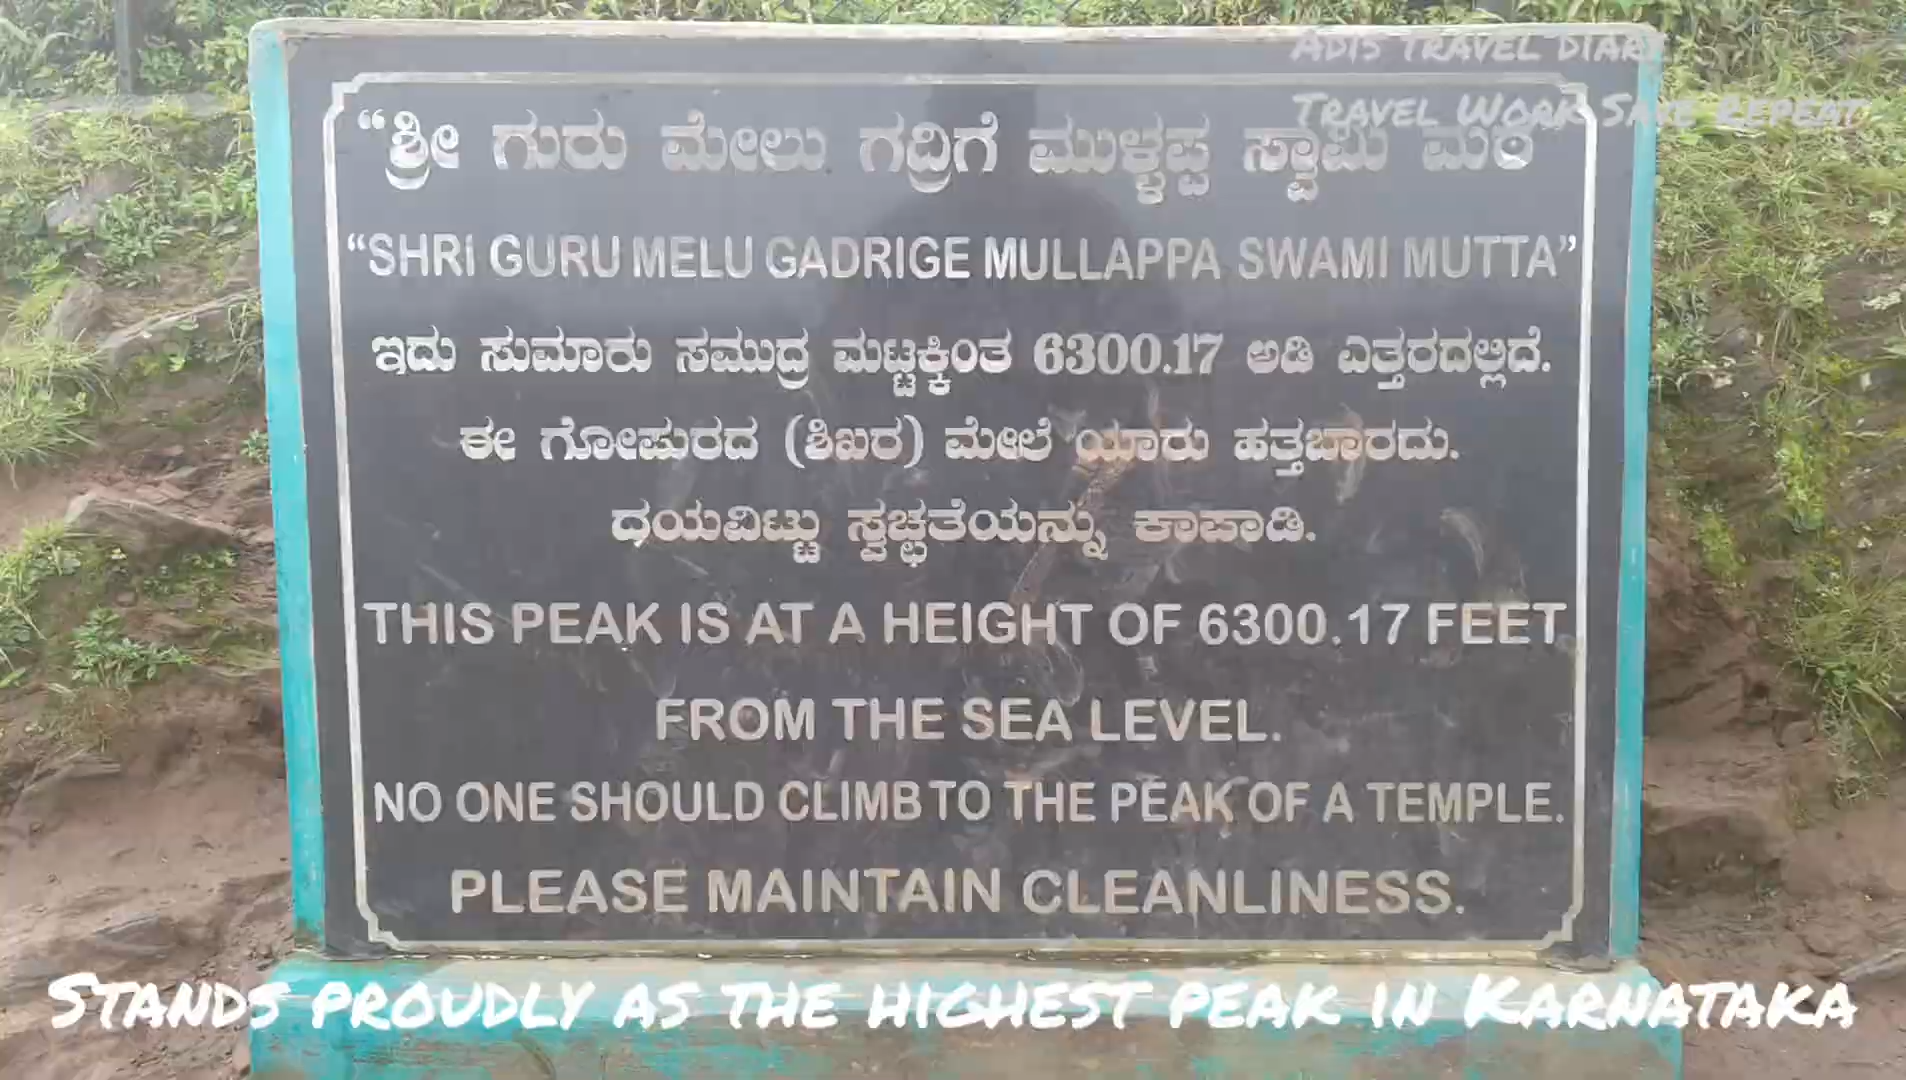 ADIS TRAVEL DIARY
TRAVEL WORK SAVE REPEAT
“ಶ್ರೀ ಗುರು ಮೇಲು ಗದ್ರಿಗೆ ಮುಳ್ಳಪ್ಪ ಸ್ವಾಮಿ ಮಠ”
“SHRI GURU MELU GADRIGE MULLAPPA SWAMI MUTTA”
ಇದು ಸುಮಾರು ಸಮುದ್ರ ಮಟ್ಟಕ್ಕಿಂತ 6300.17 ಅಡಿ ಎತ್ತರದಲ್ಲಿದೆ.
ಈ ಗೋಪುರದ (ಶಿಖರ) ಮೇಲೆ ಯಾರು ಹತ್ತಬಾರದು.
ದಯವಿಟ್ಟು ಸ್ವಚ್ಛತೆಯನ್ನು ಕಾಪಾಡಿ.
THIS PEAK IS AT A HEIGHT OF 6300.17 FEET
FROM THE SEA LEVEL.
NO ONE SHOULD CLIMB TO THE PEAK OF A TEMPLE.
PLEASE MAINTAIN CLEANLINESS.
STANDS PROUDLY AS THE HIGHEST PEAK IN KARNATAKA